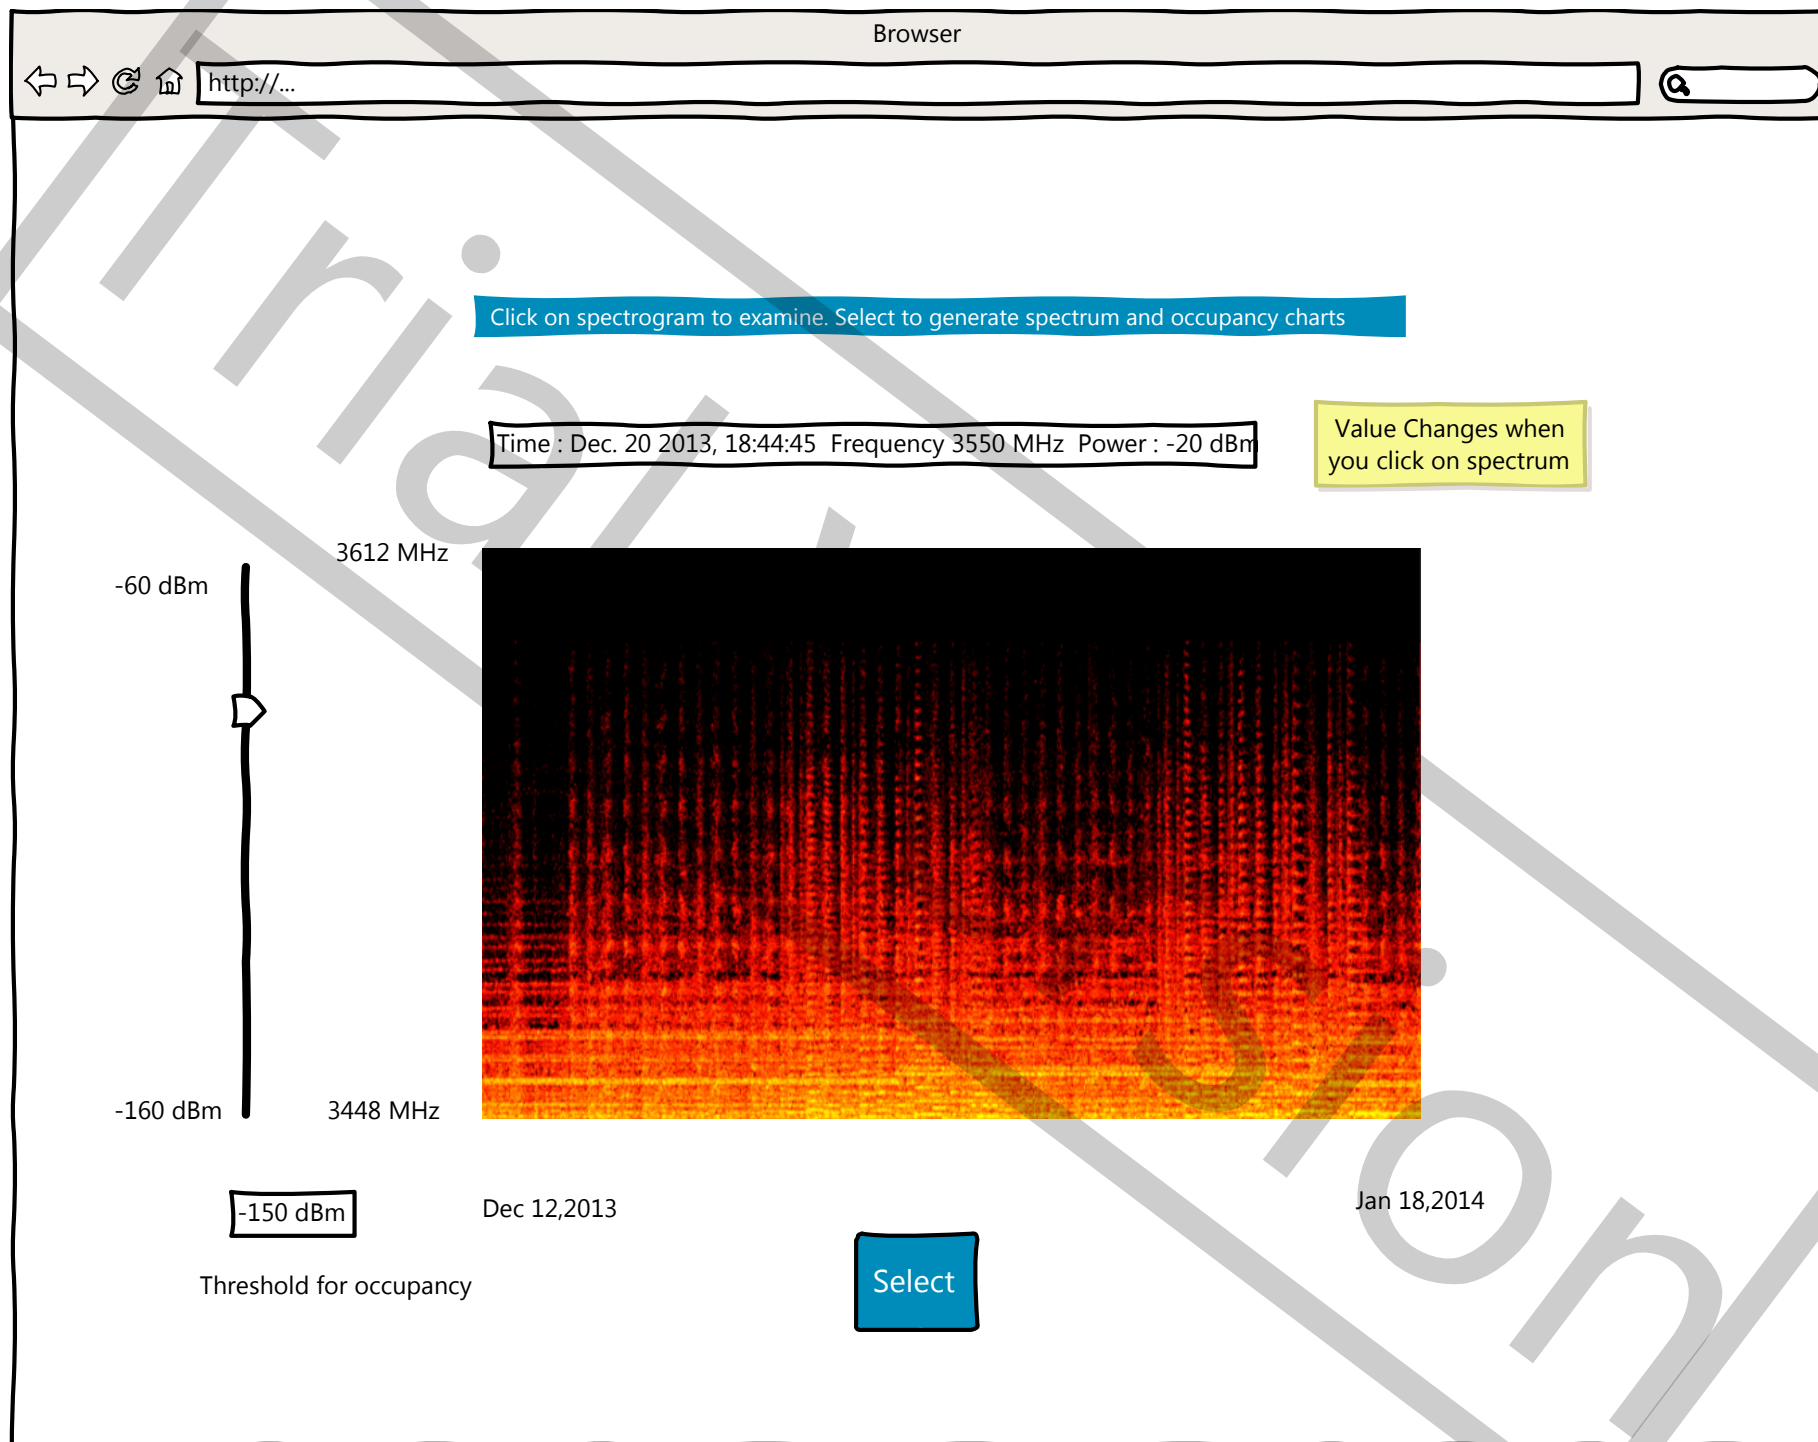 Browser
http://...
Click on spectrogram to examine. Select to generate spectrum and occupancy charts
Time : Dec. 20 2013, 18:44:45 Frequency 3550 MHz Power : -20 dBm
Value Changes when
you click on spectrum
3612 MHz
-60 dBm
-160 dBm
3448 MHz
-150 dBm
Dec 12,2013
Jan 18,2014
Threshold for occupancy
Select
Trial
sion